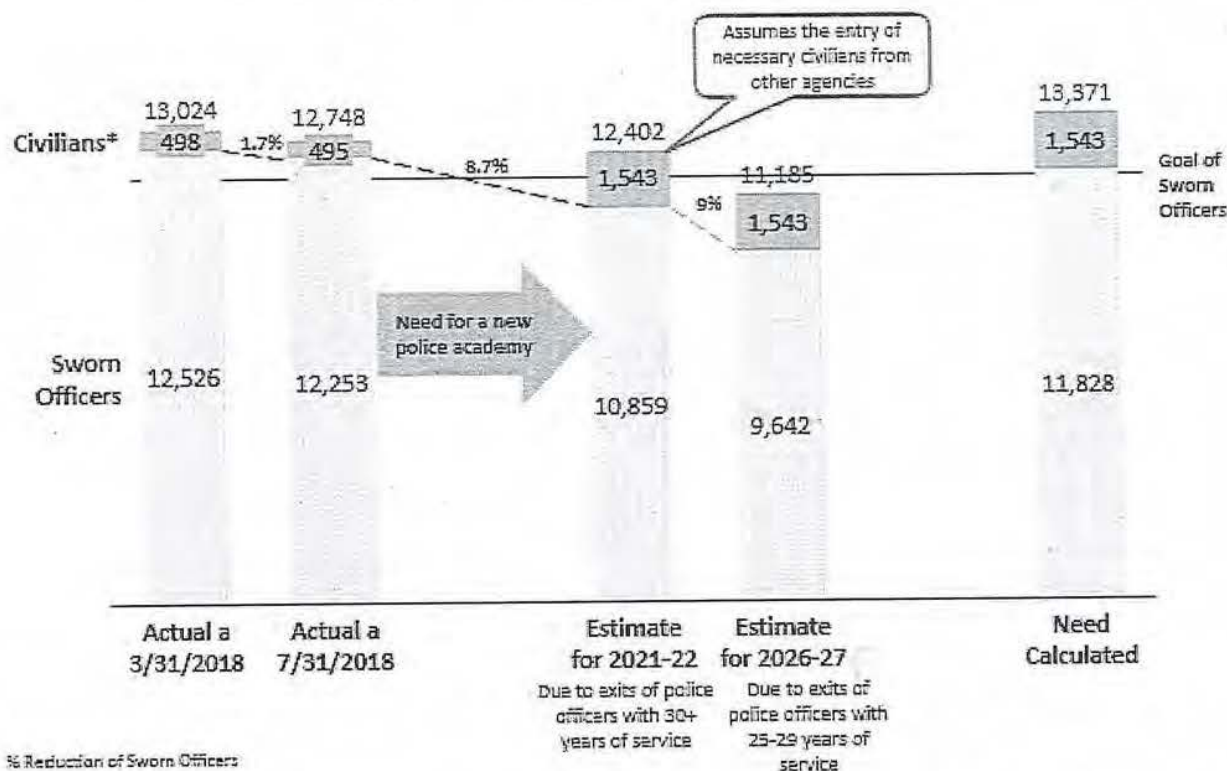 Assumes the entry of
necessary civilians from
other agencies
13,024
12,748
12,402
11,185
13,371
Civilians*
498
1.7%
495
8.7%
1,543
9%
1,543
1,543
Goal of
Sworn
Officers
Need for a new
police academy
Sworn
Officers
12,526
12,253
10,859
9,642
11,828
Actual a
3/31/2018
Actual a
7/31/2018
Estimate
for 2021-22
Due to exits of police
officers with 30+
years of service
Estimate
for 2026-27
Due to exits of
police officers with
25-29 years of
service
Need
Calculated
% Reduction of Sworn Officers